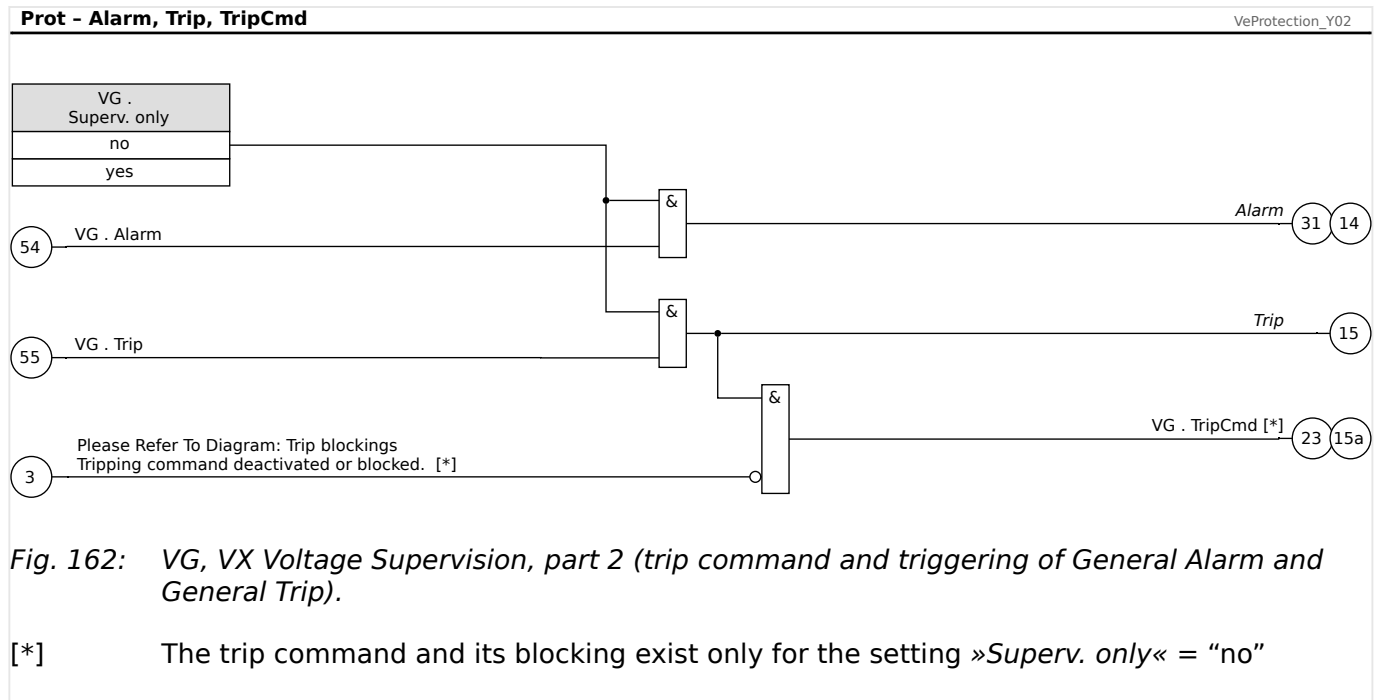 Prot – Alarm, Trip, TripCmd
VeProtection_Y02
VG .
Superv. only
no
yes
&
Alarm
31 14
54
VG . Alarm
&
Trip
15
55
VG . Trip
&
VG . TripCmd [*]
23 15a
Please Refer To Diagram: Trip blockings
Tripping command deactivated or blocked. [*]
3
Fig. 162: VG, VX Voltage Supervision, part 2 (trip command and triggering of General Alarm and
General Trip).
[*] The trip command and its blocking exist only for the setting »Superv. only« = “no”